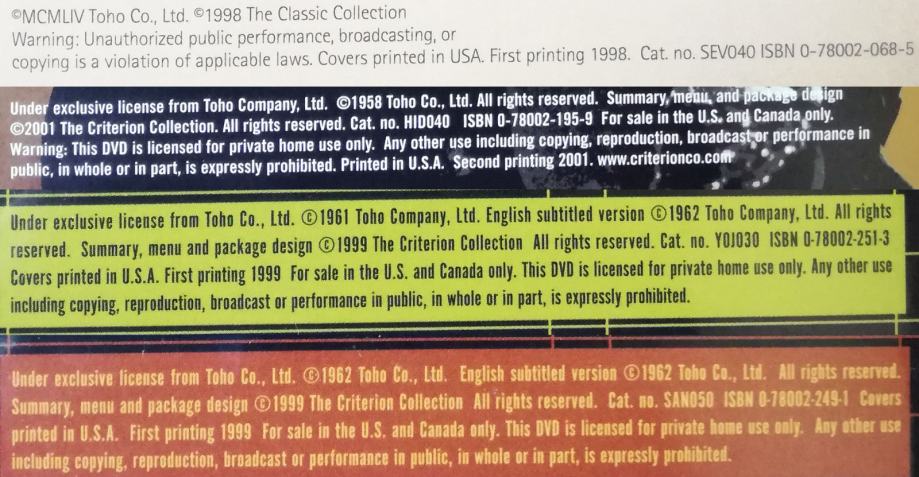 ©MCMLIV Toho Co., Ltd. ©1998 The Classic Collection
Warning: Unauthorized public performance, broadcasting, or
copying is a violation of applicable laws. Covers printed in USA. First printing 1998. Cat. no. SEV040 ISBN 0-78002-068-5
Under exclusive license from Toho Company, Ltd. ©1958 Toho Co., Ltd. All rights reserved. Summary, menu, and package design
©2001 The Criterion Collection. All rights reserved. Cat. no. HID040 ISBN 0-78002-195-9 For sale in the U.S. and Canada only.
Warning: This DVD is licensed for private home use only. Any other use including copying, reproduction, broadcast or performance in
public, in whole or in part, is expressly prohibited. Printed in U.S.A. Second printing 2001. www.criterionco.com
Under exclusive license from Toho Co., Ltd. ©1961 Toho Company, Ltd. English subtitled version ©1962 Toho Company, Ltd. All rights
reserved. Summary, menu and package design ©1999 The Criterion Collection All rights reserved. Cat. no. YOJ030 ISBN 0-78002-251-3
Covers printed in U.S.A. First printing 1999 For sale in the U.S. and Canada only. This DVD is licensed for private home use only. Any other use
including copying, reproduction, broadcast or performance in public, in whole or in part, is expressly prohibited.
Under exclusive license from Toho Co., Ltd. ©1962 Toho Co., Ltd. English subtitled version ©1962 Toho Company, Ltd. All rights reserved.
Summary, menu and package design ©1999 The Criterion Collection All rights reserved. Cat. no. SAN050 ISBN 0-78002-249-1 Covers
printed in U.S.A. First printing 1999 For sale in the U.S. and Canada only. This DVD is licensed for private home use only. Any other use
including copying, reproduction, broadcast or performance in public, in whole or in part, is expressly prohibited.